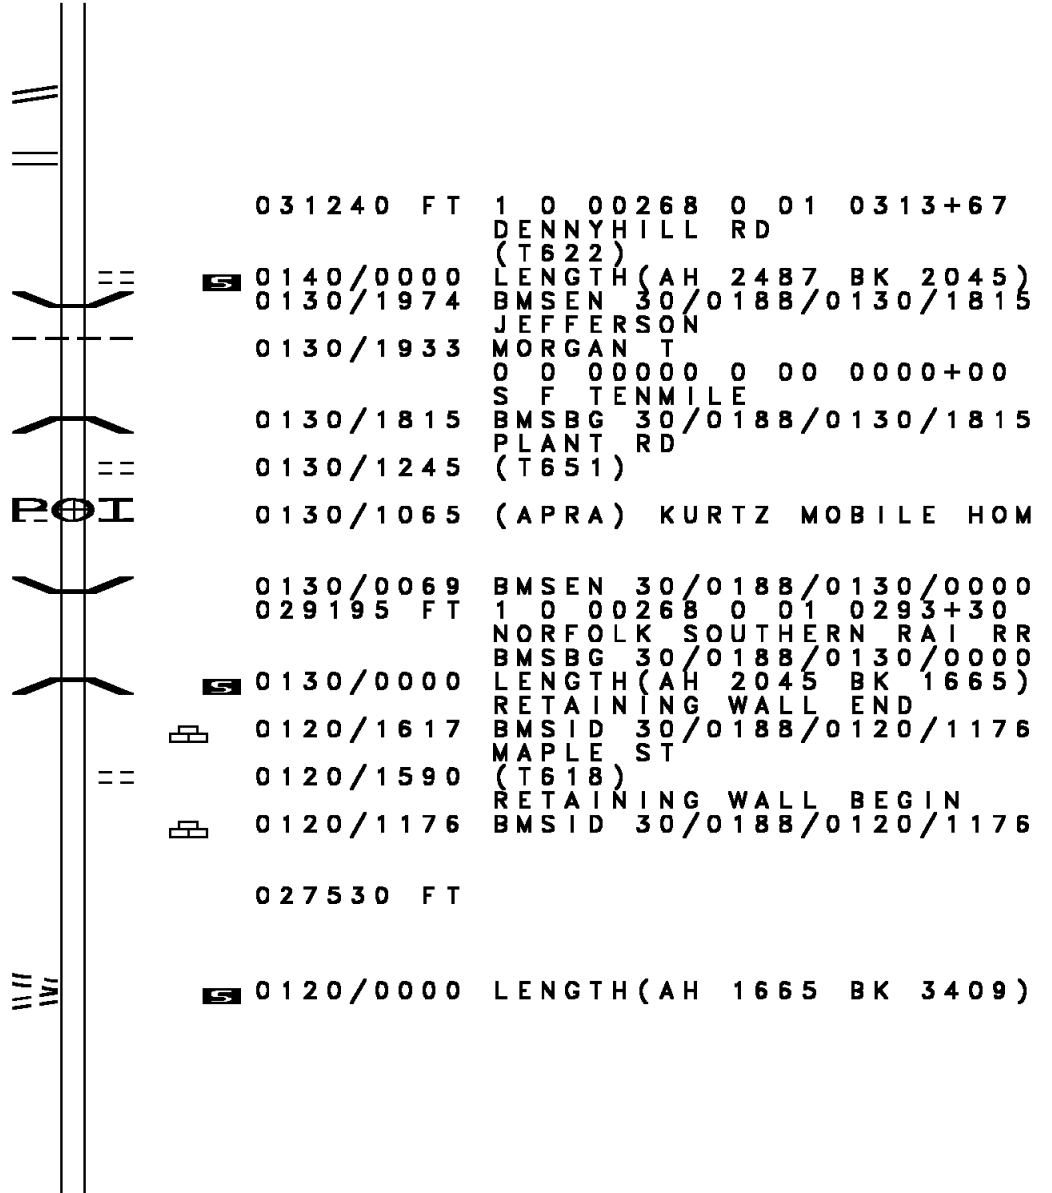 031240 FT 1 0 00268 0 01 0313+67
DENNYHILL RD
(T622)
S 0140/0000 LENGTH(AH 2487 BK 2045)
0130/1974 BMSEN 30/0188/0130/1815
JEFFERSON
0130/1933 MORGAN T
0 0 00000 0 00 0000+00
S F TENMILE
0130/1815 BMSBG 30/0188/0130/1815
PLANT RD
0130/1245 (T651)
POI 0130/1065 (APRA) KURTZ MOBILE HOM
0130/0069 BMSEN 30/0188/0130/0000
029195 FT 1 0 00268 0 01 0293+30
NORFOLK SOUTHERN RAI RR
BMSBG 30/0188/0130/0000
S 0130/0000 LENGTH(AH 2045 BK 1665)
RETAINING WALL END
0120/1617 BMSID 30/0188/0120/1176
MAPLE ST
0120/1590 (T618)
RETAINING WALL BEGIN
0120/1176 BMSID 30/0188/0120/1176
027530 FT
S 0120/0000 LENGTH(AH 1665 BK 3409)